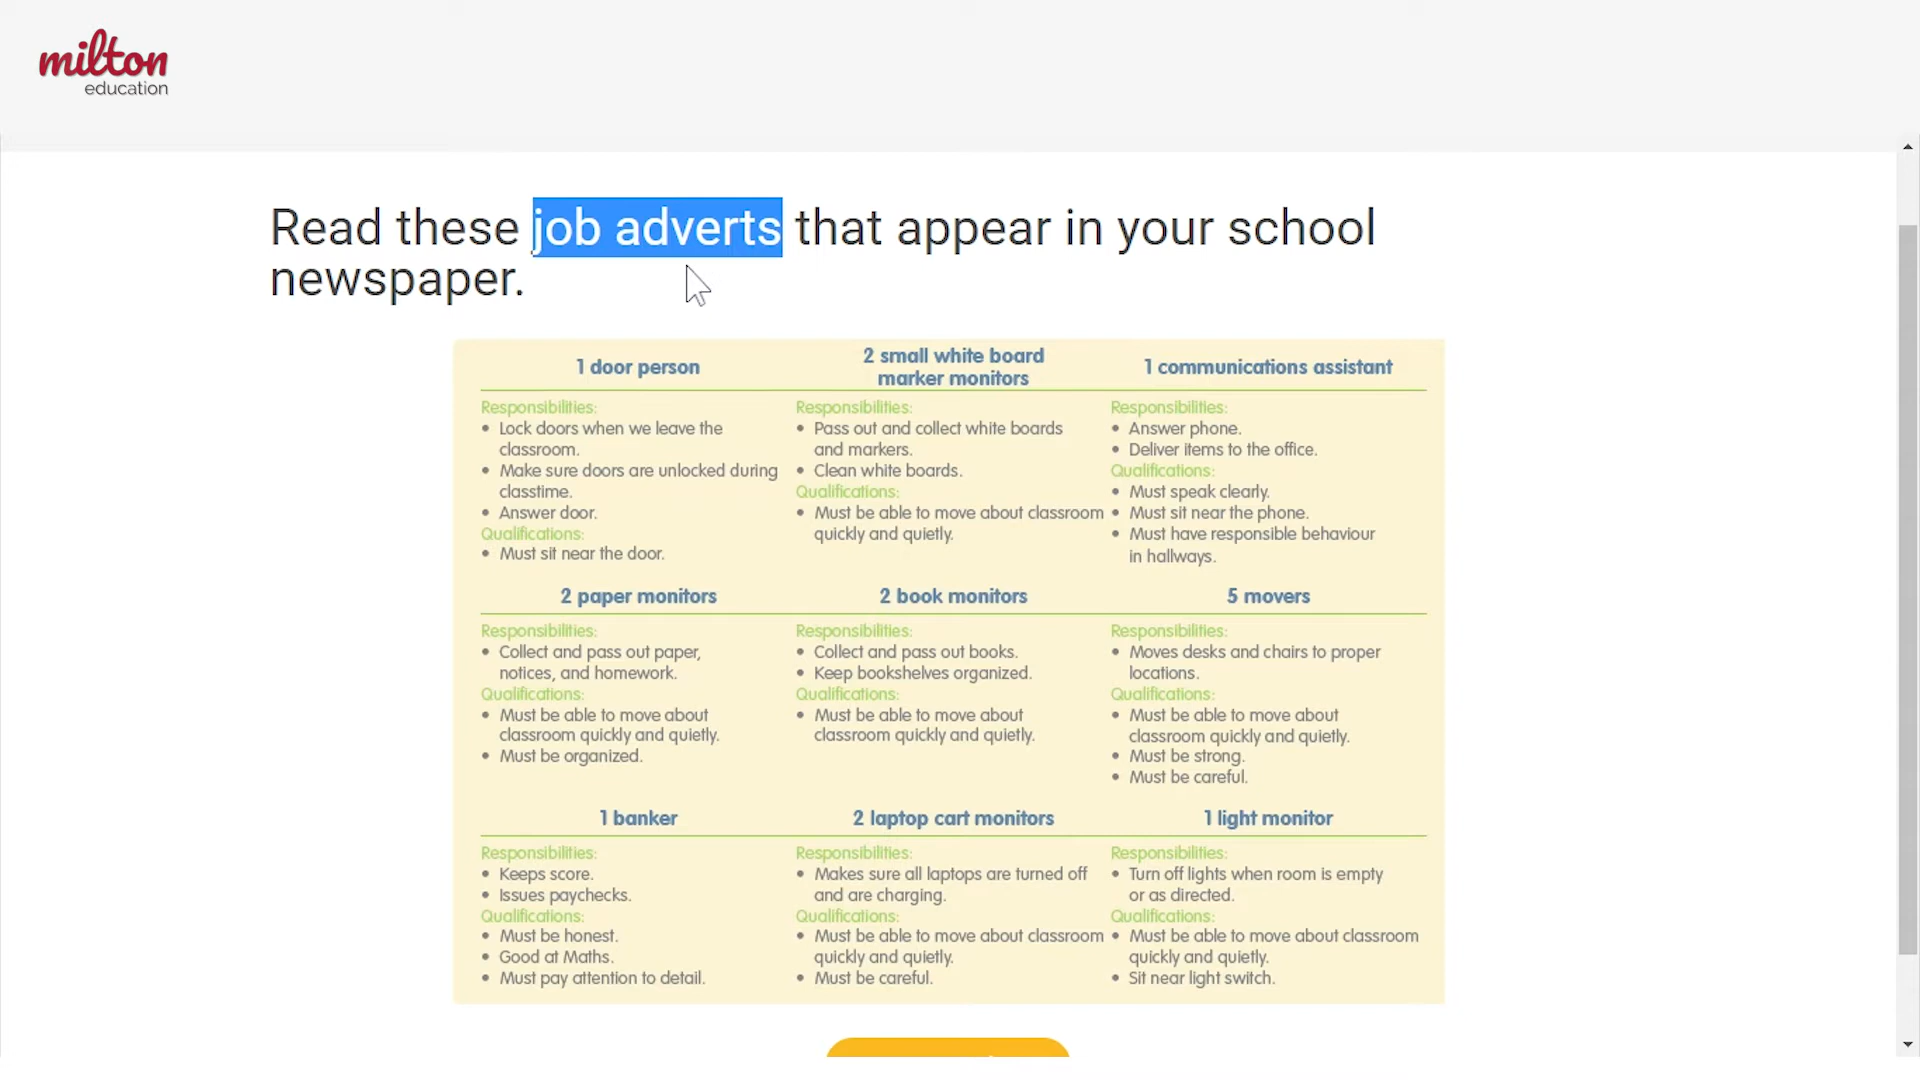 milton
education
Read these job adverts that appear in your school
newspaper.
1 door person
Responsibilities:
• Lock doors when we leave the
classroom.
• Make sure doors are unlocked during
classtime.
• Answer door.
Qualifications:
• Must sit near the door.
2 small white board
marker monitors
Responsibilities:
• Pass out and collect white boards
and markers.
• Clean white boards.
Qualifications:
• Must be able to move about classroom
quickly and quietly.
1 communications assistant
Responsibilities:
• Answer phone.
• Deliver items to the office.
Qualifications:
• Must speak clearly.
• Must sit near the phone.
• Must have responsible behaviour
in hallways.
2 paper monitors
Responsibilities:
• Collect and pass out paper,
notices, and homework.
Qualifications:
• Must be able to move about
classroom quickly and quietly.
• Must be organized.
2 book monitors
Responsibilities:
• Collect and pass out books.
• Keep bookshelves organized.
Qualifications:
• Must be able to move about
classroom quickly and quietly.
5 movers
Responsibilities:
• Moves desks and chairs to proper
locations.
Qualifications:
• Must be able to move about
classroom quickly and quietly.
• Must be strong.
• Must be careful.
1 banker
Responsibilities:
• Keeps score.
• Issues paychecks.
Qualifications:
• Must be honest.
• Good at Maths.
• Must pay attention to detail.
2 laptop cart monitors
Responsibilities:
• Makes sure all laptops are turned off
and are charging.
Qualifications:
• Must be able to move about classroom
quickly and quietly.
• Must be careful.
1 light monitor
Responsibilities:
• Turn off lights when room is empty
or as directed.
Qualifications:
• Must be able to move about classroom
quickly and quietly.
• Sit near light switch.